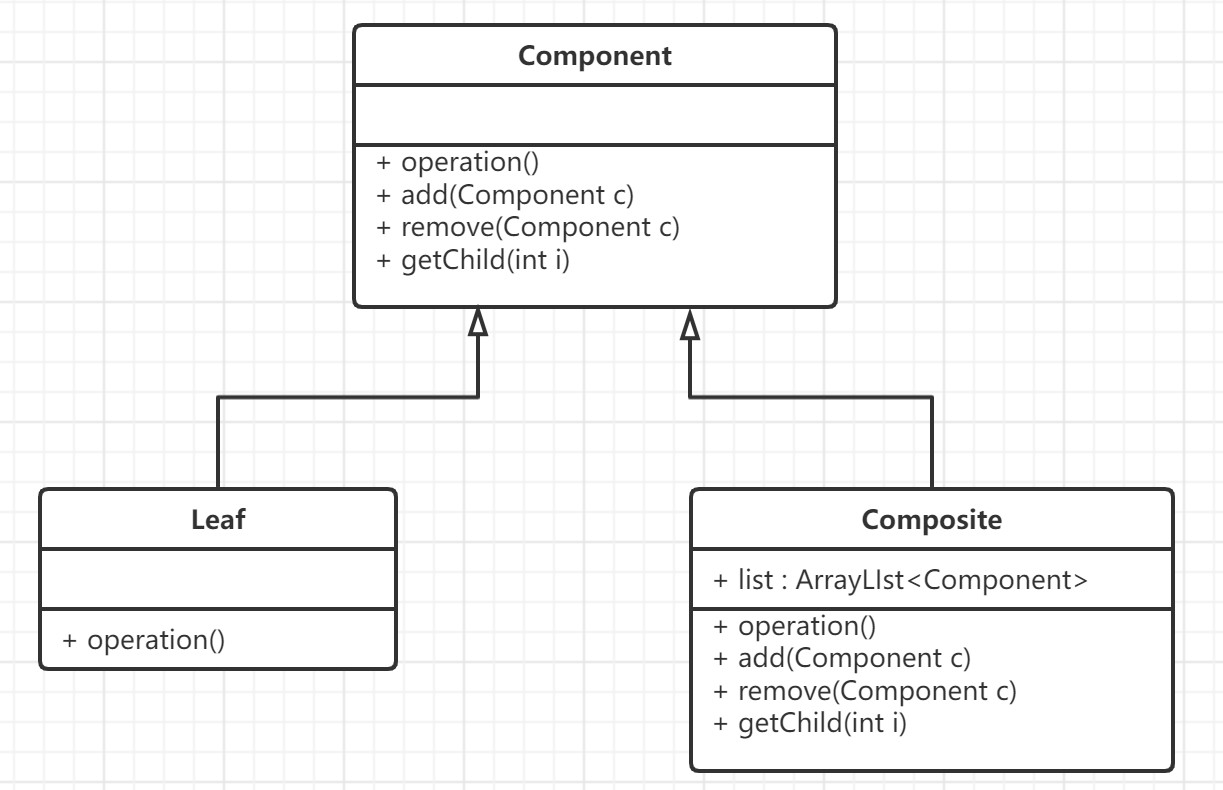 Component
+ operation()
+ add(Component c)
+ remove(Component c)
+ getChild(int i)
Leaf
+ operation()
Composite
+ list : ArrayLIst<Component>
+ operation()
+ add(Component c)
+ remove(Component c)
+ getChild(int i)